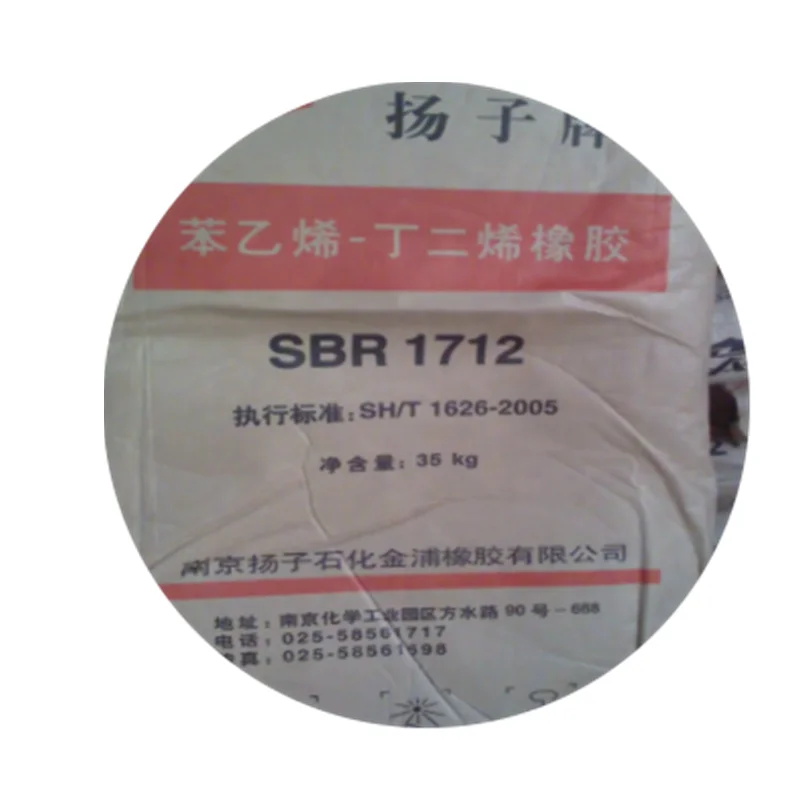 扬子牌
苯乙烯-丁二烯橡胶
SBR 1712
执行标准: SH/T 1626-2005
净含量: 35 kg
南京扬子石化金浦橡胶有限公司
地址: 南京化学工业园区方水路 90 号-688
电话: 025-58561717
传真: 025-58561698